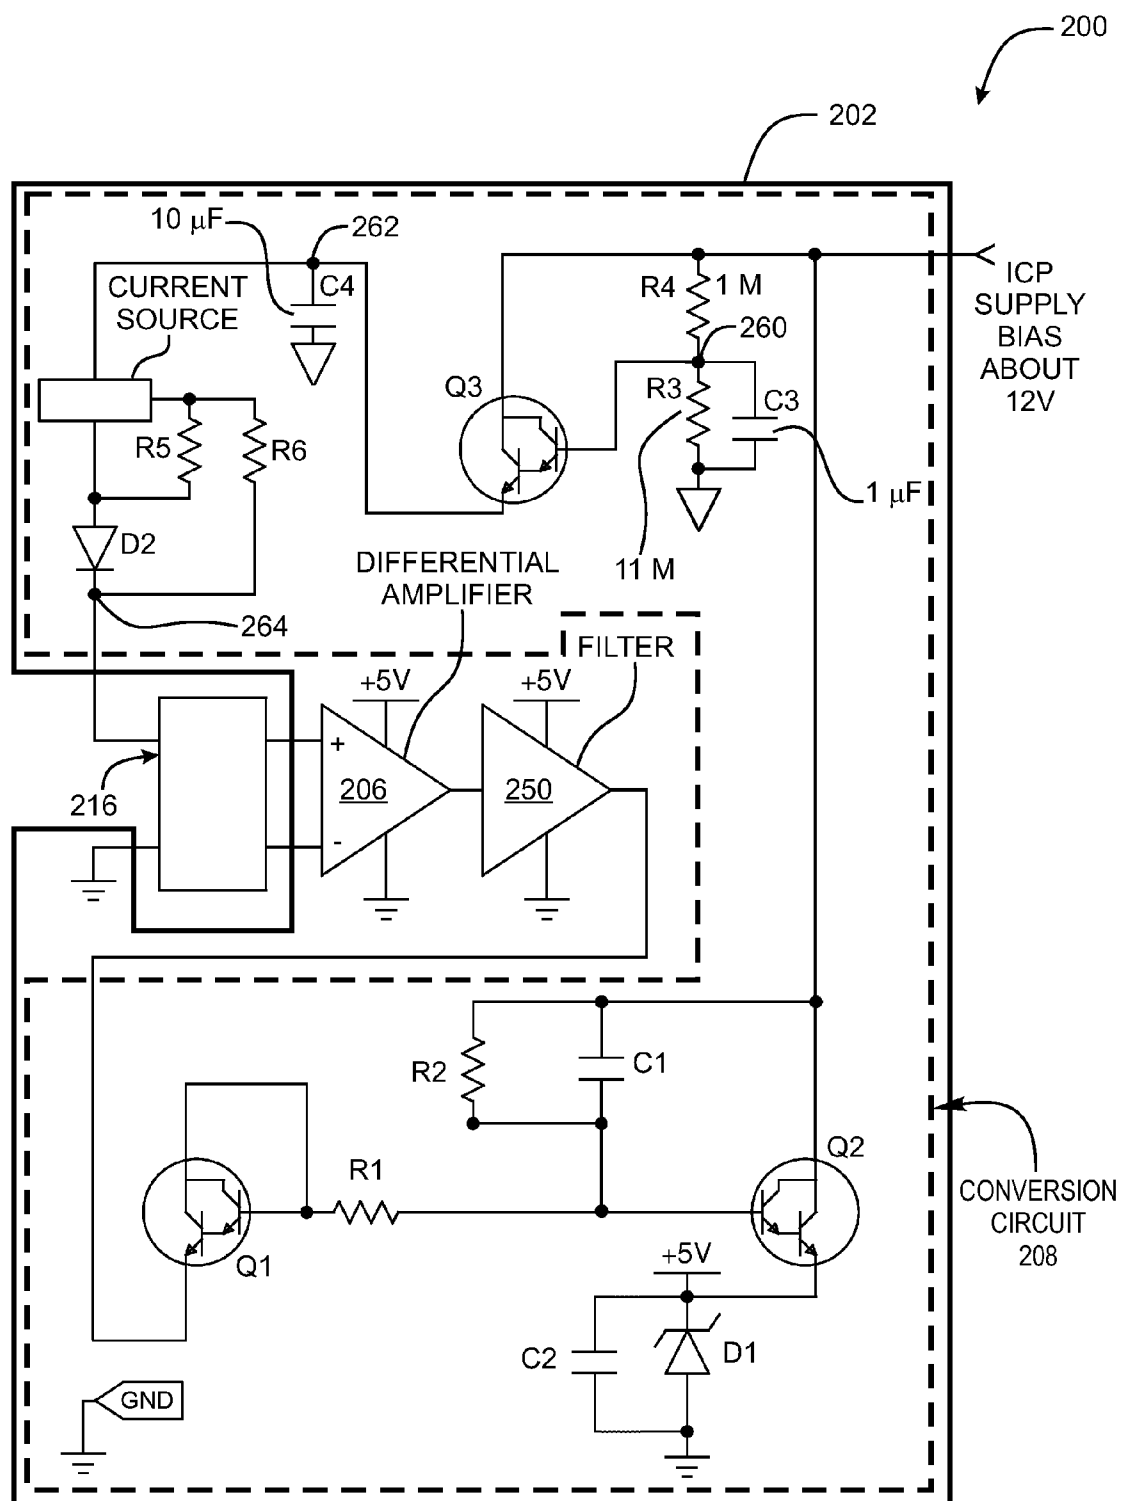 200
202
10 µF
262
C4
CURRENT
SOURCE
R4
1 M
260
ICP
SUPPLY
BIAS
ABOUT
12V
Q3
R3
C3
R5
R6
1 µF
D2
11 M
264
DIFFERENTIAL
AMPLIFIER
FILTER
+5V
+5V
216
+
206
-
250
R2
C1
Q2
R1
Q1
CONVERSION
CIRCUIT
208
+5V
C2
D1
GND